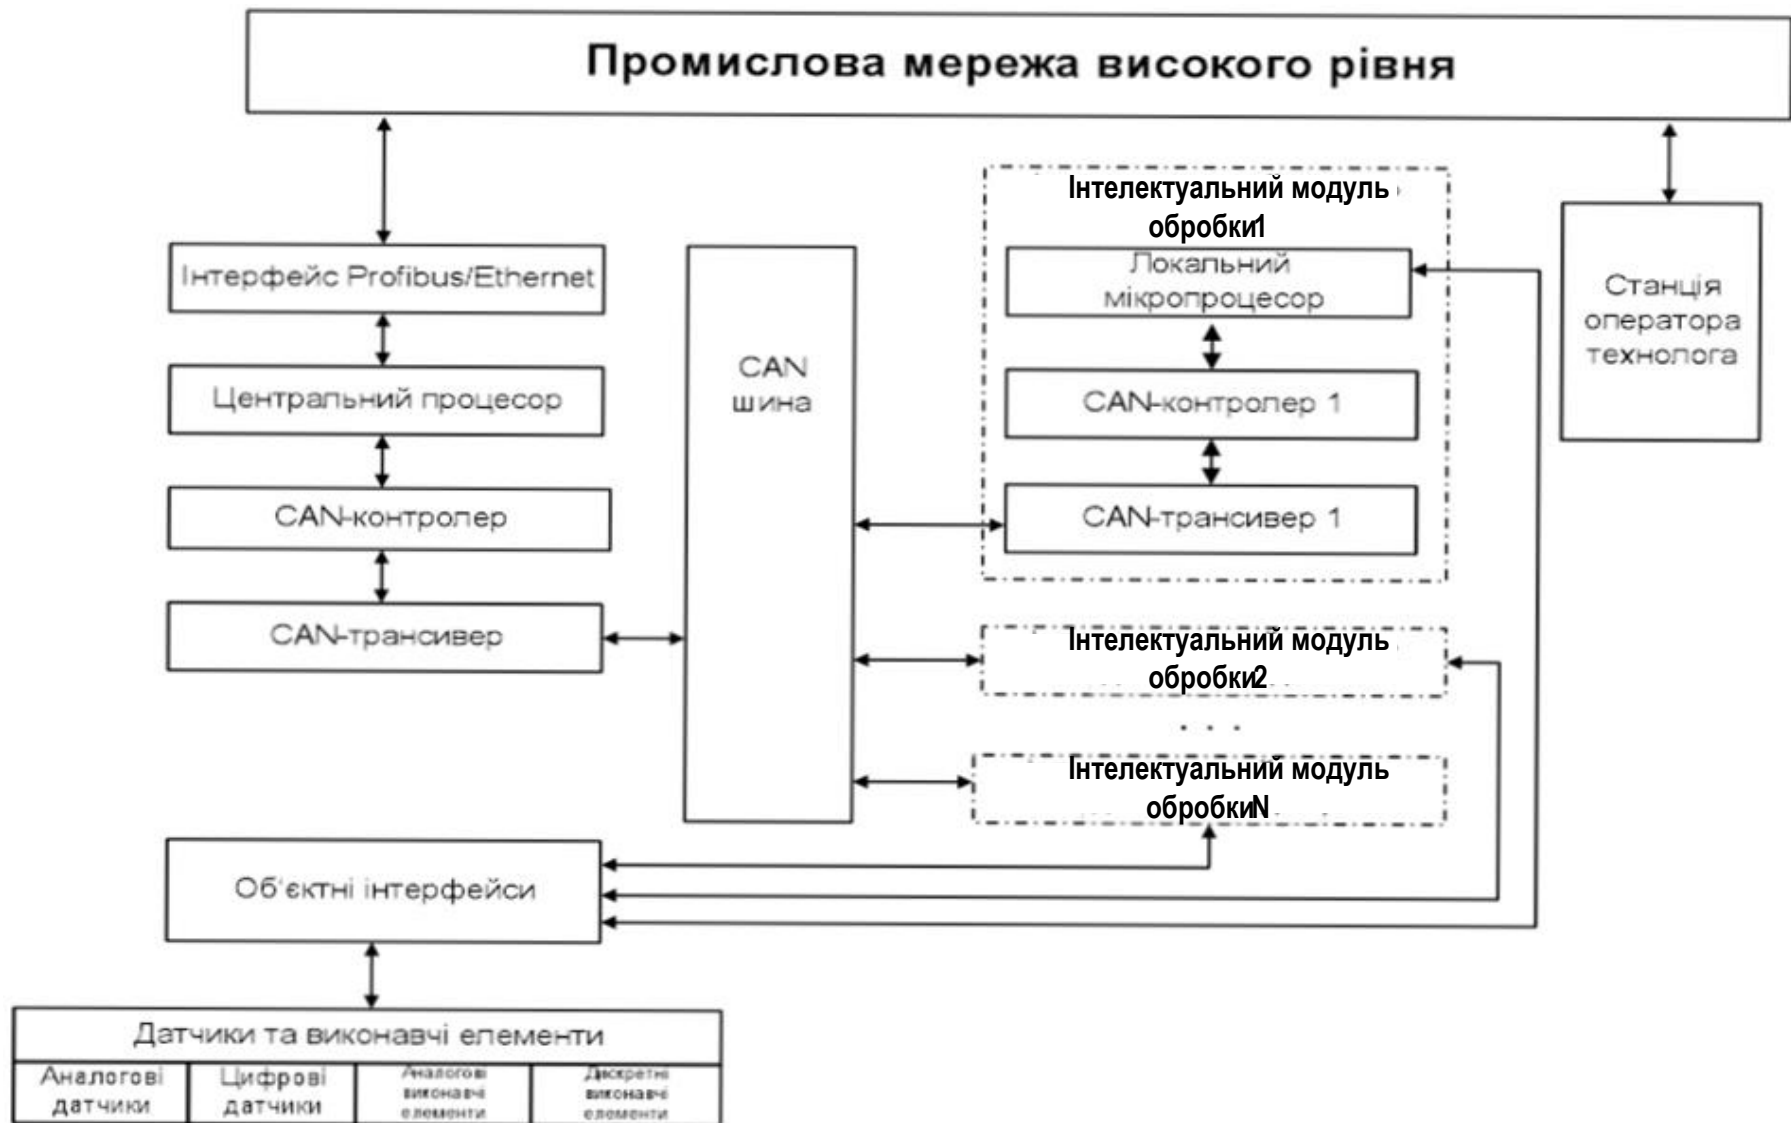 Промислова мережа високого рівня
Інтерфейс Profibus/Ethernet
Центральний процесор
CAN-контролер
CAN-трансивер
CAN
шина
Інтелектуальний модуль
обробки1
Локальний
мікропроцесор
CAN-контролер 1
CAN-трансивер 1
Інтелектуальний модуль
обробки2
. . .
Інтелектуальний модуль
обробкиN
Станція
оператора
технолога
Об'єктні інтерфейси
Датчики та виконавчі елементи
Аналогові
датчики
Цифрові
датчики
Аналогові
виконавчі
елементи
Дискретні
виконавчі
елементи